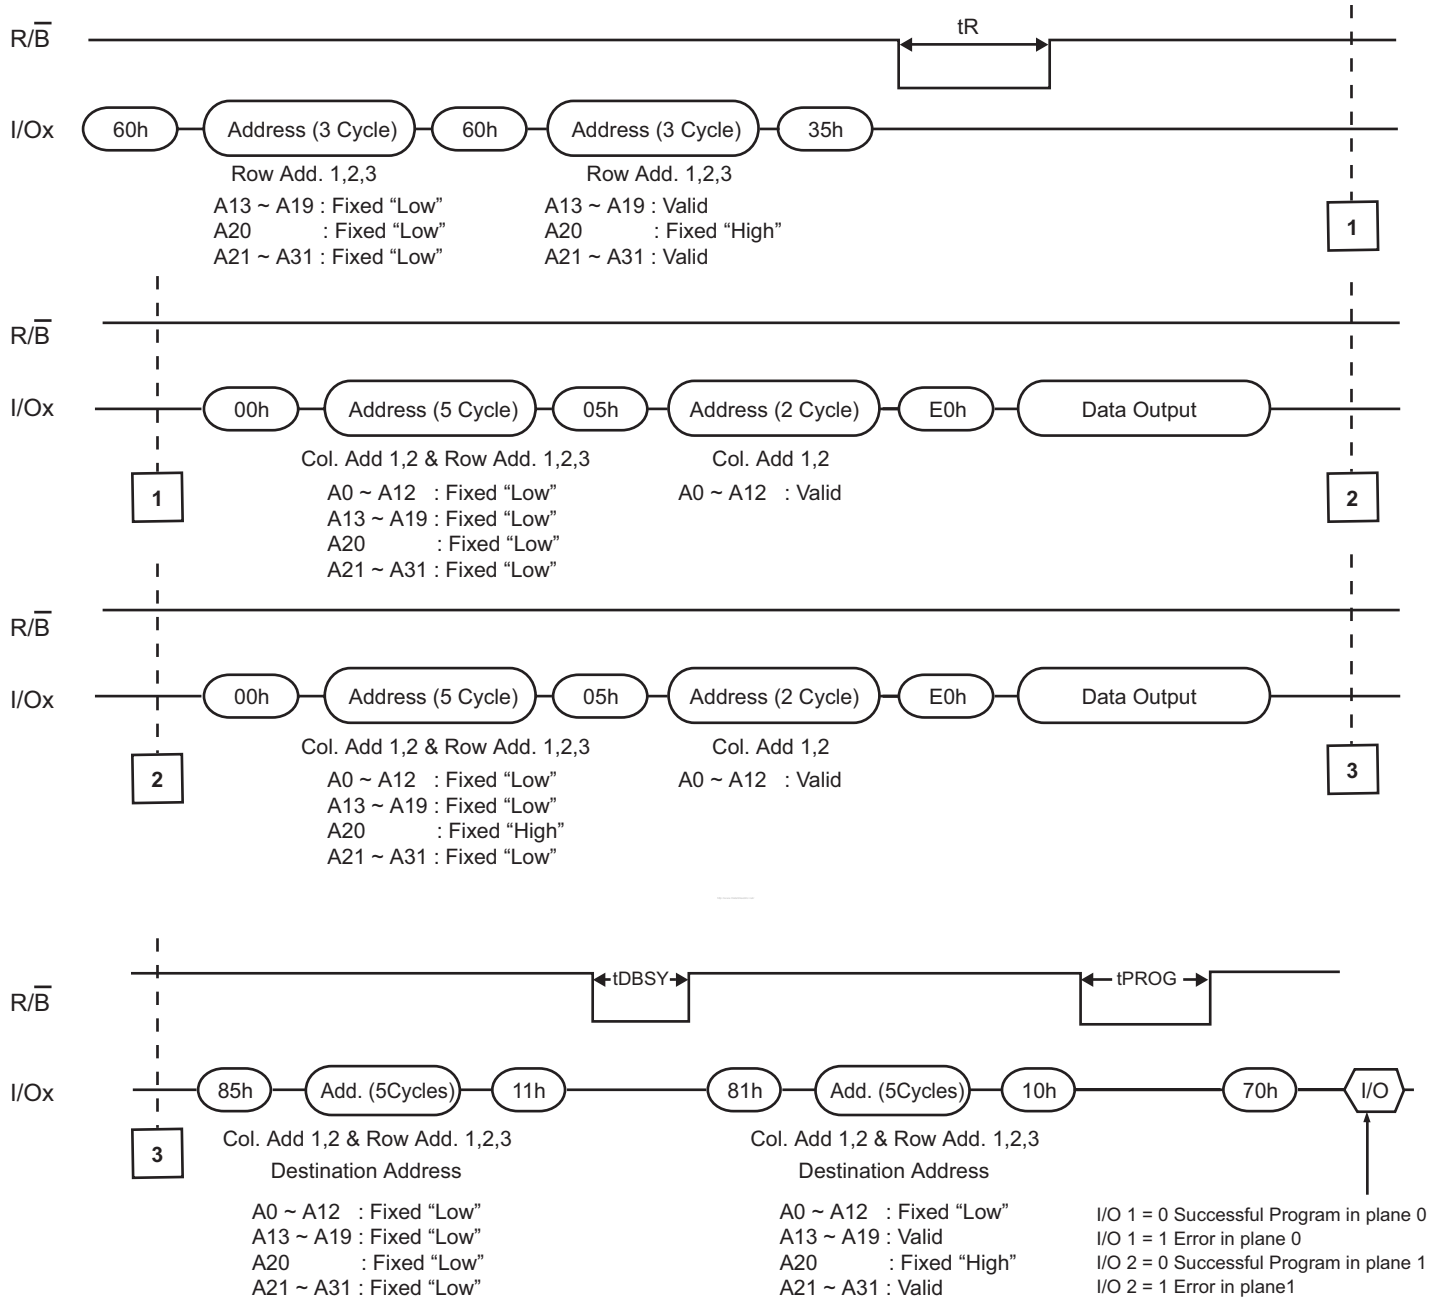 tR
R/B
I/Ox 60h Address (3 Cycle) 60h Address (3 Cycle) 35h
Row Add. 1,2,3 Row Add. 1,2,3
A13 ~ A19 : Fixed “Low” A13 ~ A19 : Valid
A20 : Fixed “Low” A20 : Fixed “High”
A21 ~ A31 : Fixed “Low” A21 ~ A31 : Valid
1
R/B
I/Ox 00h Address (5 Cycle) 05h Address (2 Cycle) E0h Data Output
Col. Add 1,2 & Row Add. 1,2,3 Col. Add 1,2
A0 ~ A12 : Fixed “Low” A0 ~ A12 : Valid
A13 ~ A19 : Fixed “Low”
A20 : Fixed “Low”
A21 ~ A31 : Fixed “Low”
1 2
R/B
I/Ox 00h Address (5 Cycle) 05h Address (2 Cycle) E0h Data Output
Col. Add 1,2 & Row Add. 1,2,3 Col. Add 1,2
A0 ~ A12 : Fixed “Low” A0 ~ A12 : Valid
A13 ~ A19 : Fixed “Low”
A20 : Fixed “High”
A21 ~ A31 : Fixed “Low”
2 3
R/B tDBSY tPROG
I/Ox 85h Add. (5Cycles) 11h 81h Add. (5Cycles) 10h 70h I/O
3
Col. Add 1,2 & Row Add. 1,2,3 Col. Add 1,2 & Row Add. 1,2,3
Destination Address Destination Address
A0 ~ A12 : Fixed “Low” A0 ~ A12 : Fixed “Low”
A13 ~ A19 : Fixed “Low” A13 ~ A19 : Valid
A20 : Fixed “Low” A20 : Fixed “High”
A21 ~ A31 : Fixed “Low” A21 ~ A31 : Valid
I/O 1 = 0 Successful Program in plane 0
I/O 1 = 1 Error in plane 0
I/O 2 = 0 Successful Program in plane 1
I/O 2 = 1 Error in plane1